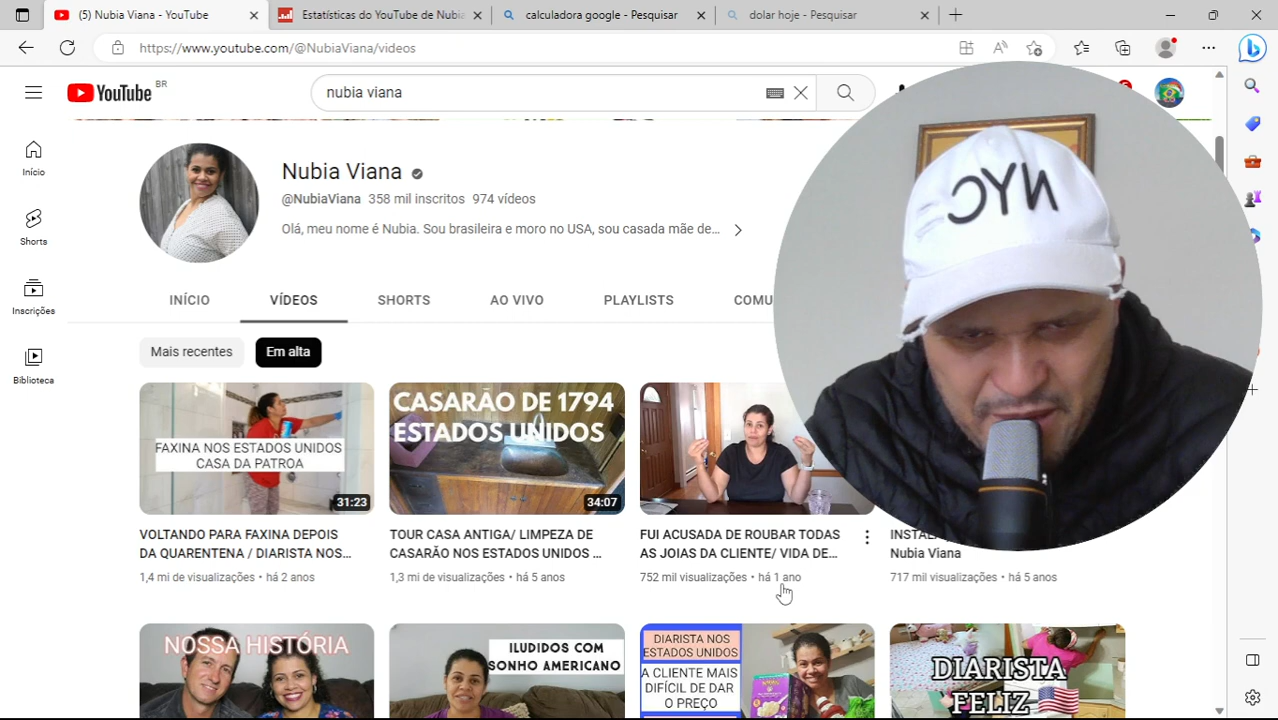 (5) Nubia Viana - YouTube
Estatísticas do YouTube de Nubia
calculadora google - Pesquisar
dolar hoje - Pesquisar
https://www.youtube.com/@NubiaViana/videos
YouTube
BR
nubia viana
NYC
Início
Shorts
Inscrições
Biblioteca
Nubia Viana
@NubiaViana 358 mil inscritos 974 vídeos
Olá, meu nome é Nubia. Sou brasileira e moro no USA, sou casada mãe de...
INÍCIO
VÍDEOS
SHORTS
AO VIVO
PLAYLISTS
COMU
Mais recentes
Em alta
FAXINA NOS ESTADOS UNIDOS
CASA DA PATROA
31:23
CASARÃO DE 1794
ESTADOS UNIDOS
34:07
VOLTANDO PARA FAXINA DEPOIS
DA QUARENTENA / DIARISTA NOS...
1,4 mi de visualizações • há 2 anos
TOUR CASA ANTIGA/ LIMPEZA DE
CASARÃO NOS ESTADOS UNIDOS ...
1,3 mi de visualizações • há 5 anos
FUI ACUSADA DE ROUBAR TODAS
AS JOIAS DA CLIENTE/ VIDA DE...
752 mil visualizações • há 1 ano
INSTA
Nubia Viana
717 mil visualizações • há 5 anos
NOSSA HISTÓRIA
ILUDIDOS COM
SONHO AMERICANO
DIARISTA NOS
ESTADOS UNIDOS
A CLIENTE MAIS
DIFÍCIL DE DAR
O PREÇO
DIARISTA
FELIZ